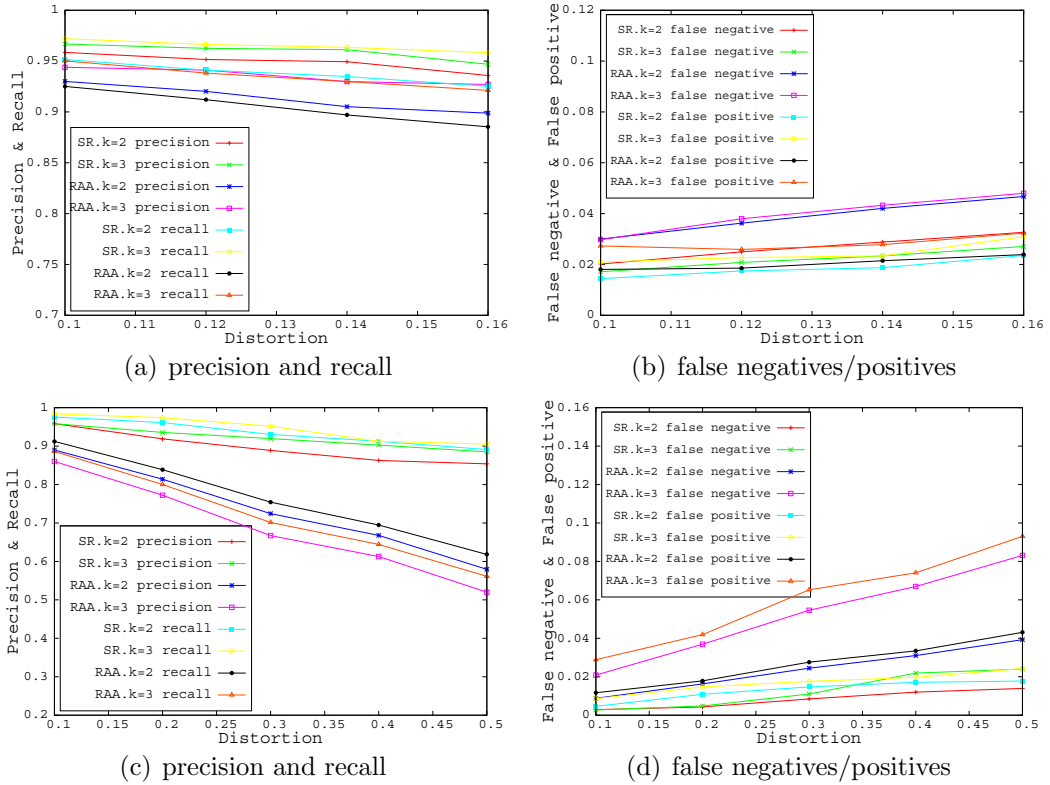 1
0.95
0.9
0.85
0.8
0.75
0.7
Precision & Recall
SR.k=2 precision
SR.k=3 precision
RAA.k=2 precision
RAA.k=3 precision
SR.k=2 recall
SR.k=3 recall
RAA.k=2 recall
RAA.k=3 recall
0.1 0.11 0.12 0.13 0.14 0.15 0.16
Distortion
(a) precision and recall
0.12
0.1
0.08
0.06
0.04
0.02
0
False negative & False positive
SR.k=2 false negative
SR.k=3 false negative
RAA.k=2 false negative
RAA.k=3 false negative
SR.k=2 false positive
SR.k=3 false positive
RAA.k=2 false positive
RAA.k=3 false positive
0.1 0.11 0.12 0.13 0.14 0.15 0.16
Distortion
(b) false negatives/positives
1
0.9
0.8
0.7
0.6
0.5
0.4
0.3
0.2
Precision & Recall
SR.k=2 precision
SR.k=3 precision
RAA.k=2 precision
RAA.k=3 precision
SR.k=2 recall
SR.k=3 recall
RAA.k=2 recall
RAA.k=3 recall
0.1 0.15 0.2 0.25 0.3 0.35 0.4 0.45 0.5
Distortion
(c) precision and recall
0.16
0.14
0.12
0.1
0.08
0.06
0.04
0.02
0
False negative & False positive
SR.k=2 false negative
SR.k=3 false negative
RAA.k=2 false negative
RAA.k=3 false negative
SR.k=2 false positive
SR.k=3 false positive
RAA.k=2 false positive
RAA.k=3 false positive
0.1 0.15 0.2 0.25 0.3 0.35 0.4 0.45 0.5
Distortion
(d) false negatives/positives